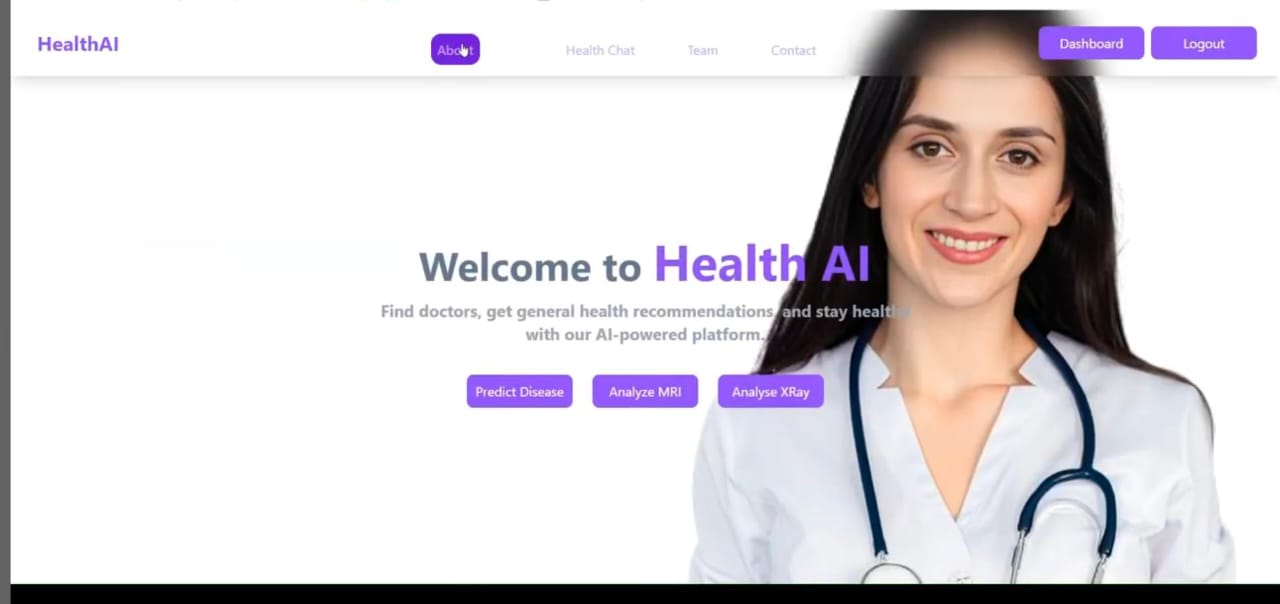 HealthAI
About
Health Chat
Team
Contact
Dashboard
Logout
Welcome to Health AI
Find doctors, get general health recommendations, and stay healthy
with our AI-powered platform.
Predict Disease
Analyze MRI
Analyse XRay